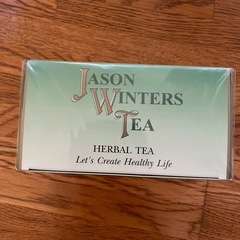 JASON
WINTERS
TEA
HERBAL TEA
Let's Create Healthy Life